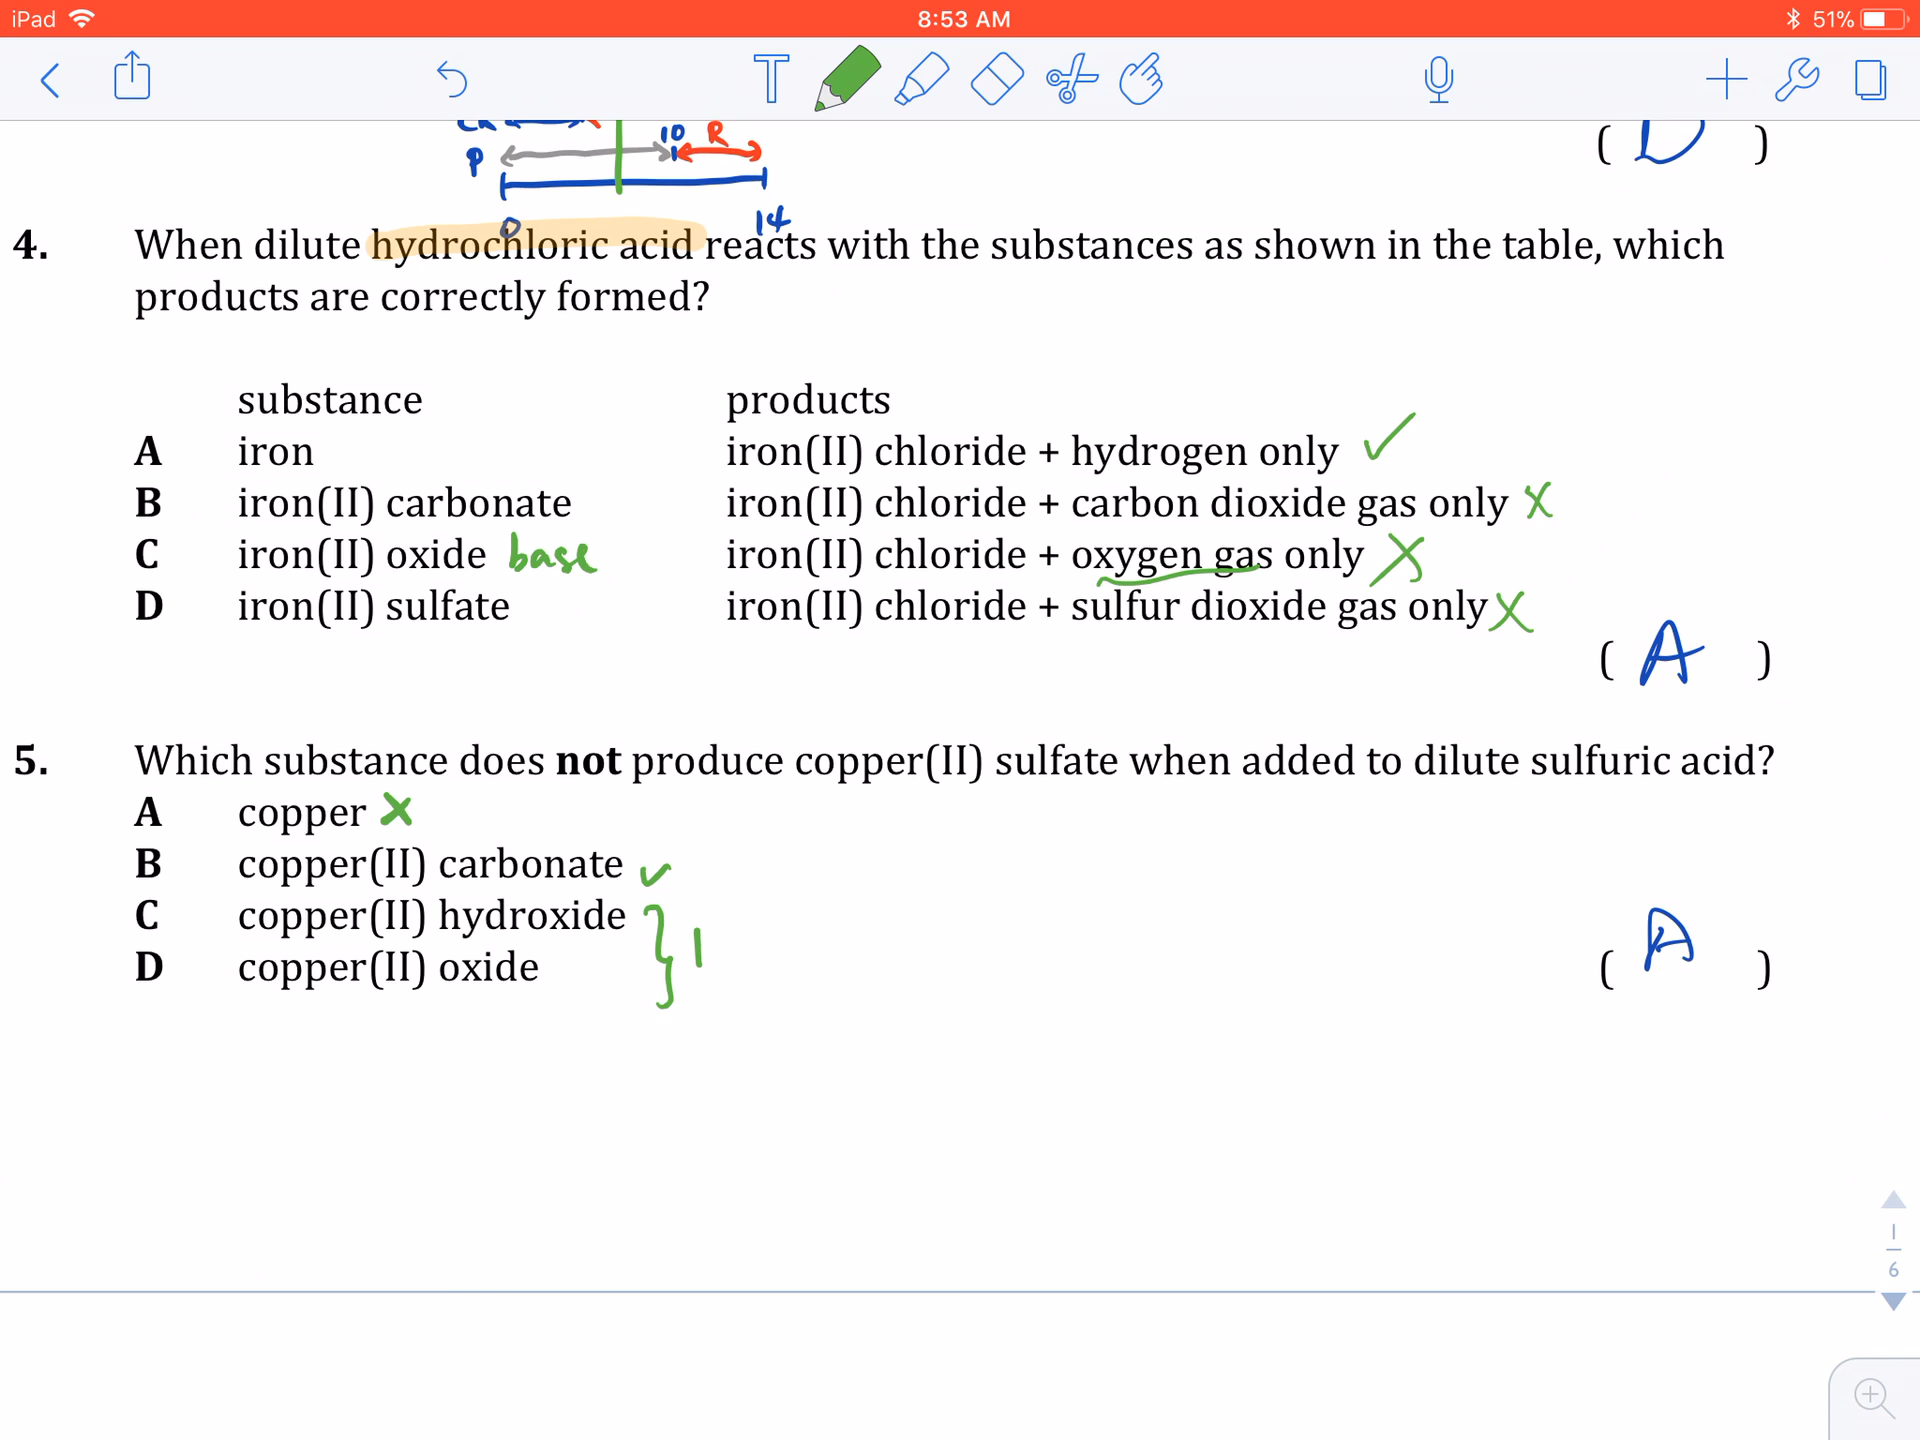 iPad 8:53 AM 51%
T
10 R
P
( D )
0 14
4. When dilute hydrochloric acid reacts with the substances as shown in the table, which
products are correctly formed?
substance products
A iron iron(II) chloride + hydrogen only ✓
B iron(II) carbonate iron(II) chloride + carbon dioxide gas only X
C iron(II) oxide base iron(II) chloride + oxygen gas only X
D iron(II) sulfate iron(II) chloride + sulfur dioxide gas only X
( A )
5. Which substance does not produce copper(II) sulfate when added to dilute sulfuric acid?
A copper X
B copper(II) carbonate ✓
C copper(II) hydroxide
D copper(II) oxide
( A )
1
6